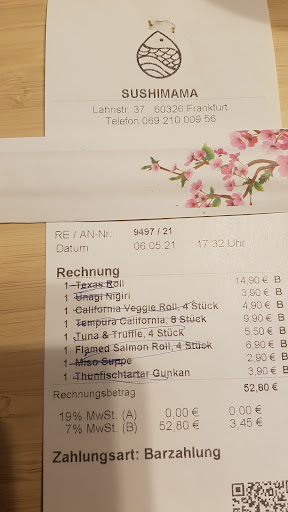 SUSHIMAMA
Lahnstr. 37 60326 Frankfurt
Telefon 069 210 009 56
RE / AN-Nr. 9497 / 21
Datum 06.05.21 17:32 Uhr
Rechnung
1 Texas Roll 14,90 € B
1 Unagi Nigiri 3,90 € B
1 California Veggie Roll, 4 Stück 4,90 € B
1 Tempura California, 8 Stück 9,90 € B
1 Tuna & Truffle, 4 Stück 5,50 € B
1 Flamed Salmon Roll, 4 Stück 6,90 € B
1 Miso Suppe 2,90 € B
1 Thunfischtartar Gunkan 3,90 € B
Rechnungsbetrag 52,80 €
19% MwSt. (A) 0,00 € 0,00 €
7% MwSt. (B) 52,80 € 3,45 €
Zahlungsart: Barzahlung